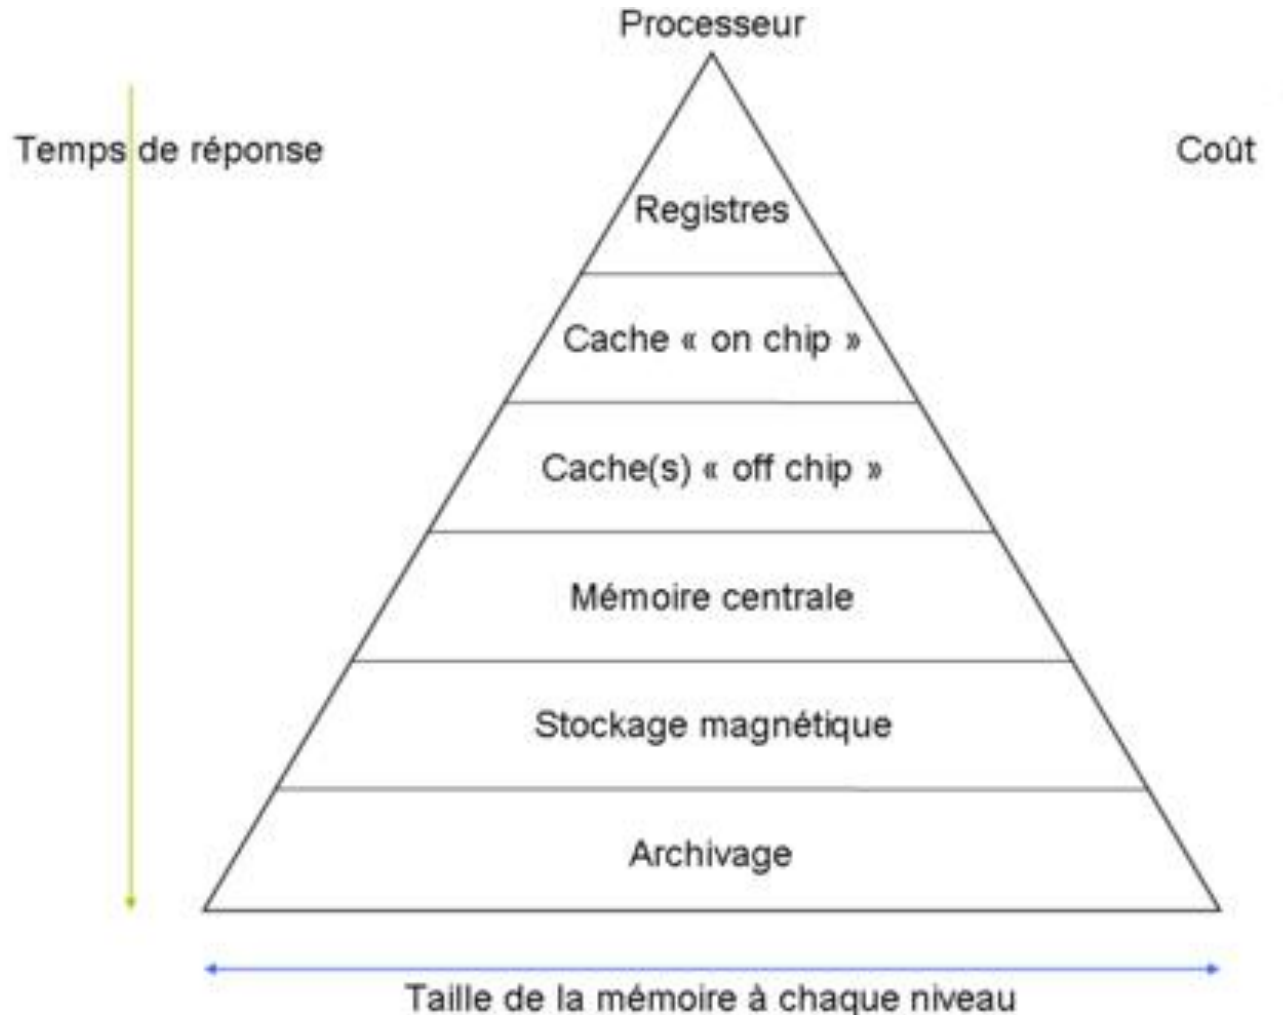 Processeur
Temps de réponse
Coût
Registres
Cache « on chip »
Cache(s) « off chip »
Mémoire centrale
Stockage magnétique
Archivage
Taille de la mémoire à chaque niveau